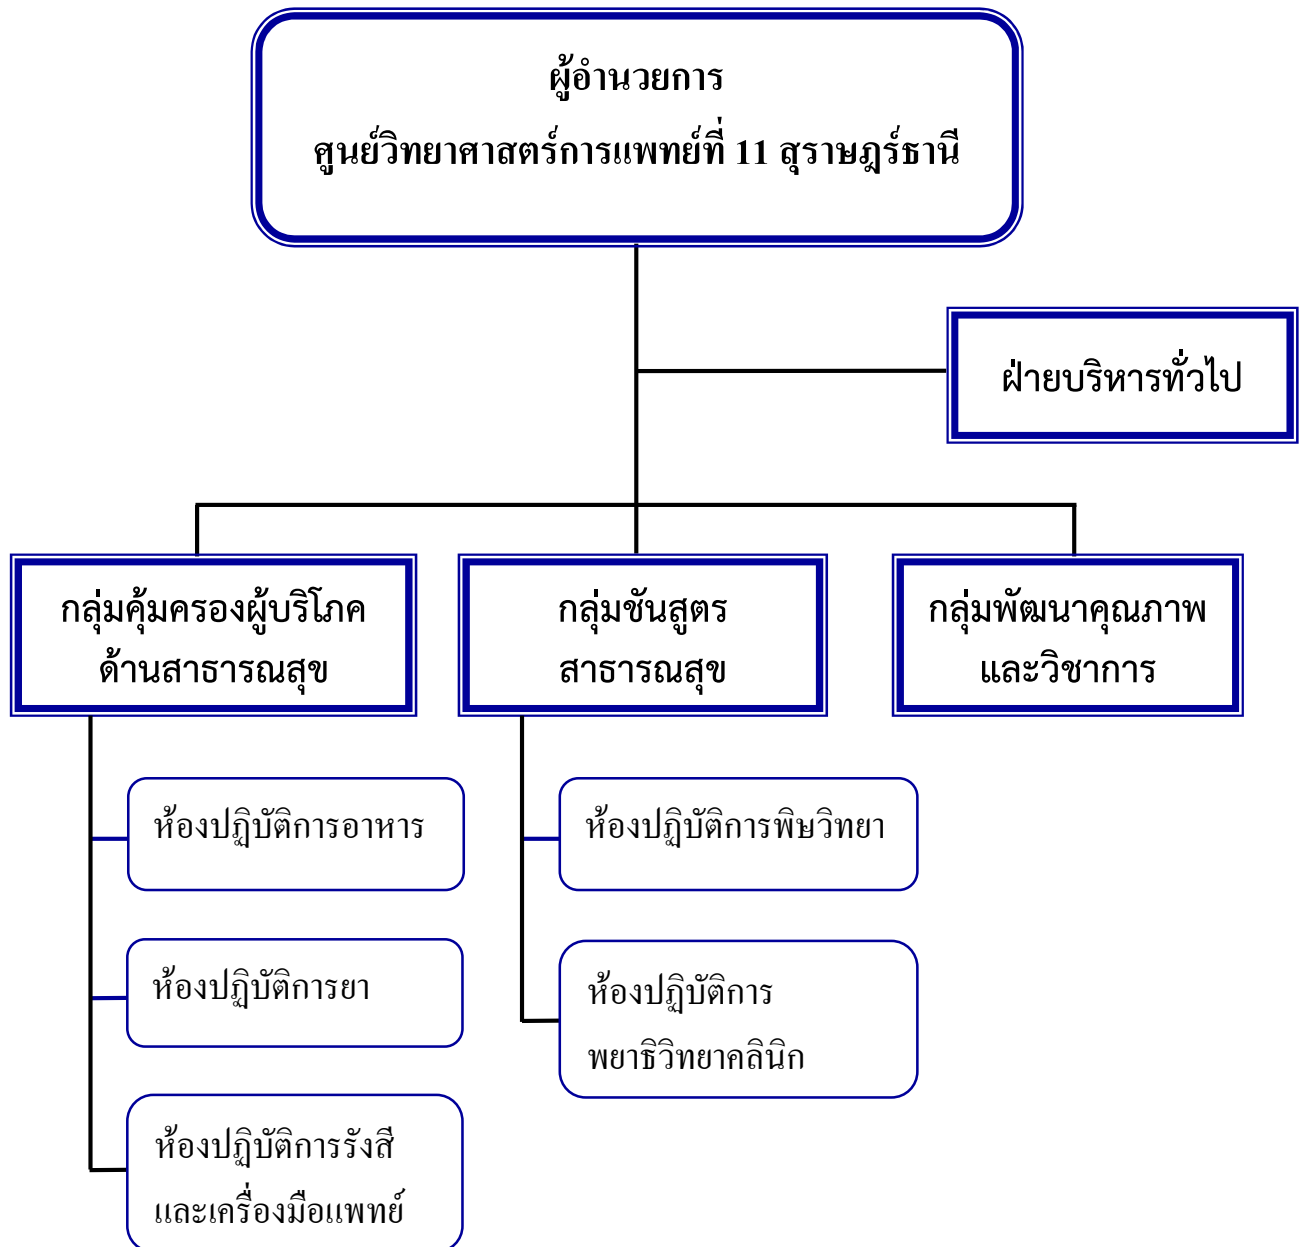 ผู้อำนวยการ
ศูนย์วิทยาศาสตร์การแพทย์ที่ 11 สุราษฎร์ธานี
ฝ่ายบริหารทั่วไป
กลุ่มคุ้มครองผู้บริโภค
ด้านสาธารณสุข
กลุ่มชันสูตร
สาธารณสุข
กลุ่มพัฒนาคุณภาพ
และวิชาการ
ห้องปฏิบัติการอาหาร
ห้องปฏิบัติการยา
ห้องปฏิบัติการรังสี
และเครื่องมือแพทย์
ห้องปฏิบัติการพิษวิทยา
ห้องปฏิบัติการ
พยาธิวิทยาคลินิก